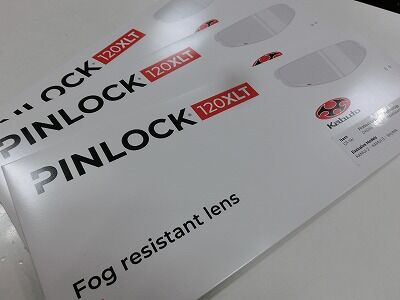 PINLOCK® 120XLT
PINLOCK® 120XLT
PINLOCK® 120XLT
Kabuto
Fog resistant lens